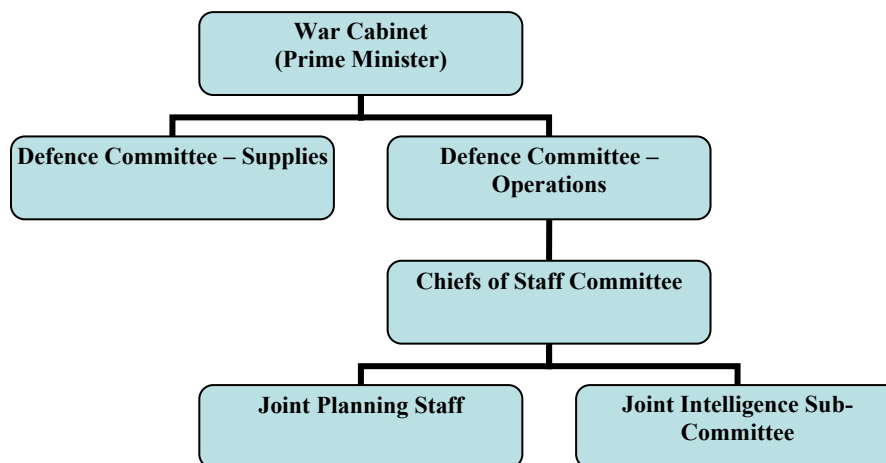 War Cabinet
(Prime Minister)
Defence Committee – Supplies
Defence Committee –
Operations
Chiefs of Staff Committee
Joint Planning Staff
Joint Intelligence Sub-
Committee